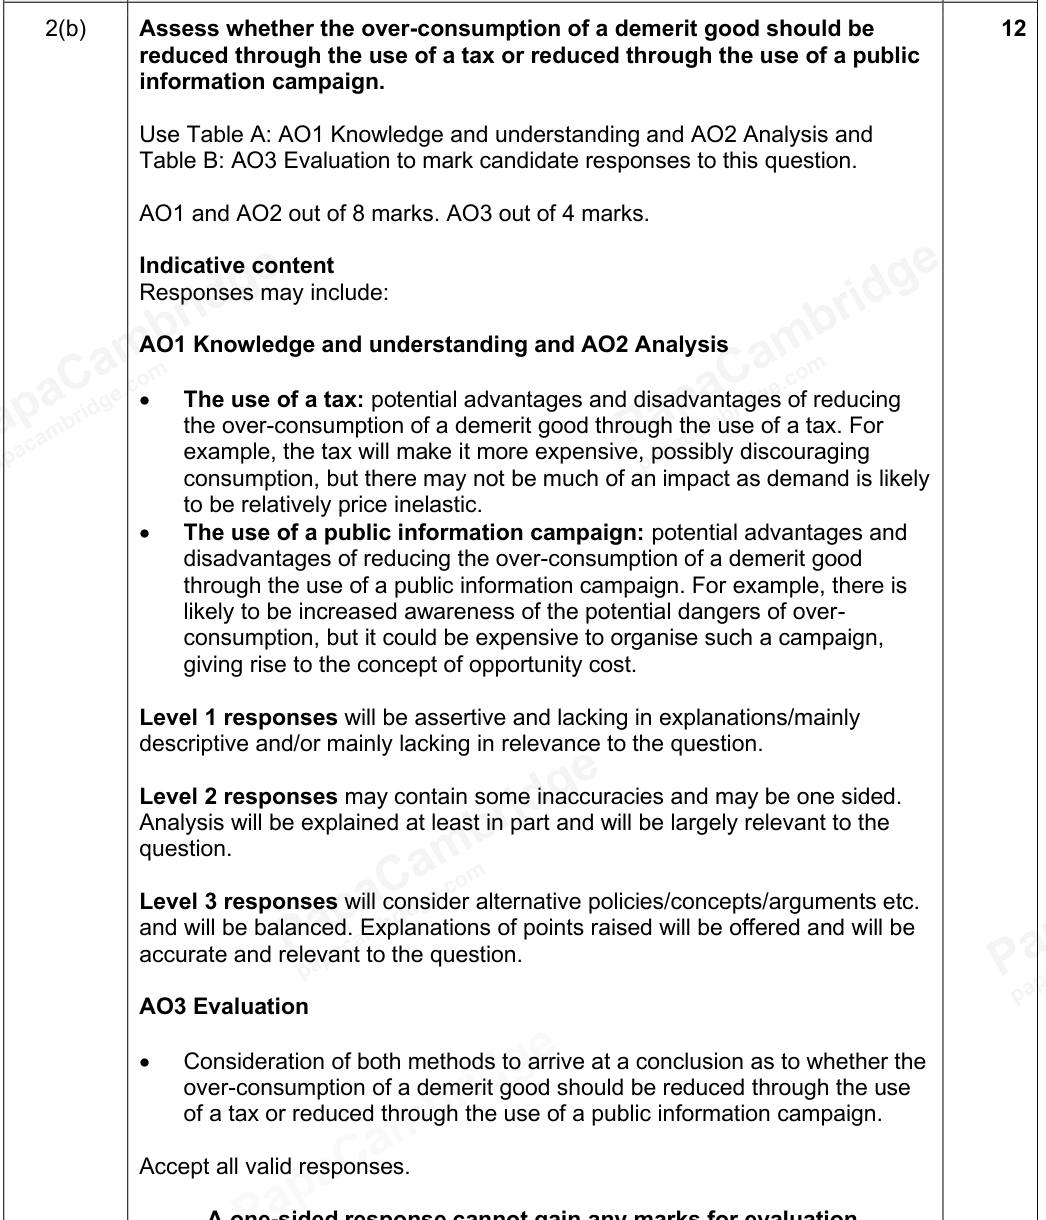 2(b)
Assess whether the over-consumption of a demerit good should be
12
reduced through the use of a tax or reduced through the use of a public
information campaign.
Use Table A: AO1 Knowledge and understanding and AO2 Analysis and
Table B: AO3 Evaluation to mark candidate responses to this question.
AO1 and AO2 out of 8 marks. AO3 out of 4 marks.
Indicative content
Responses may include:
AO1 Knowledge and understanding and AO2 Analysis
• The use of a tax: potential advantages and disadvantages of reducing
the over-consumption of a demerit good through the use of a tax. For
example, the tax will make it more expensive, possibly discouraging
consumption, but there may not be much of an impact as demand is likely
to be relatively price inelastic.
• The use of a public information campaign: potential advantages and
disadvantages of reducing the over-consumption of a demerit good
through the use of a public information campaign. For example, there is
likely to be increased awareness of the potential dangers of over-
consumption, but it could be expensive to organise such a campaign,
giving rise to the concept of opportunity cost.
Level 1 responses will be assertive and lacking in explanations/mainly
descriptive and/or mainly lacking in relevance to the question.
Level 2 responses may contain some inaccuracies and may be one sided.
Analysis will be explained at least in part and will be largely relevant to the
question.
Level 3 responses will consider alternative policies/concepts/arguments etc.
and will be balanced. Explanations of points raised will be offered and will be
accurate and relevant to the question.
AO3 Evaluation
• Consideration of both methods to arrive at a conclusion as to whether the
over-consumption of a demerit good should be reduced through the use
of a tax or reduced through the use of a public information campaign.
Accept all valid responses.
A one-sided response cannot gain any marks for evaluation
PapaCambridge
papacambridge.com